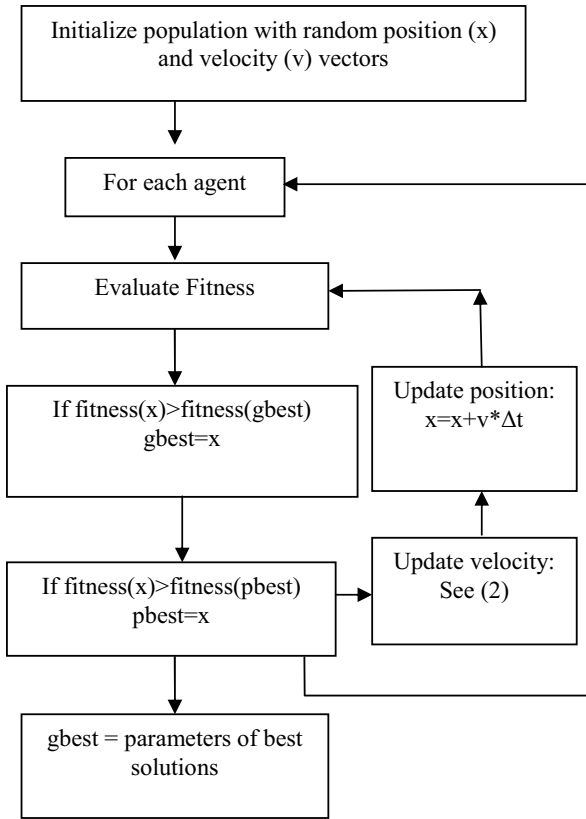 Initialize population with random position (x)
and velocity (v) vectors
For each agent
Evaluate Fitness
If fitness(x)>fitness(gbest)
gbest=x
Update position:
x=x+v*Δt
If fitness(x)>fitness(pbest)
pbest=x
Update velocity:
See (2)
gbest = parameters of best
solutions